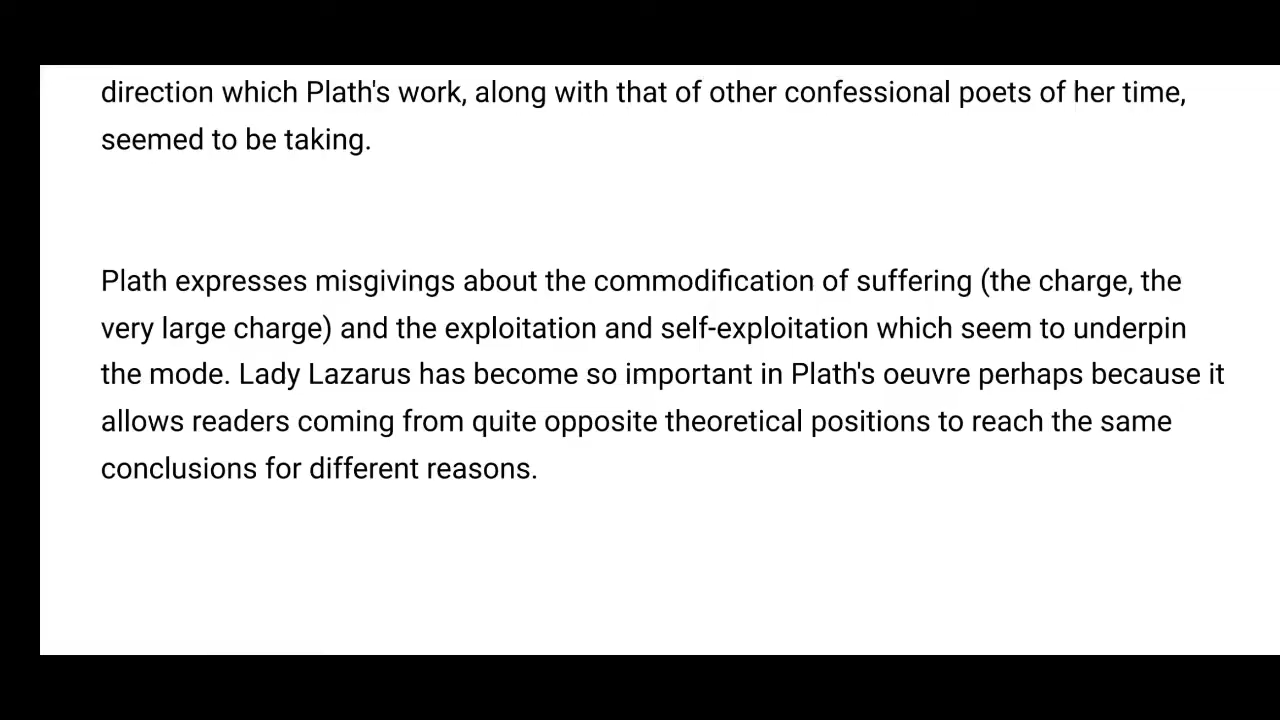 direction which Plath's work, along with that of other confessional poets of her time,
seemed to be taking.
Plath expresses misgivings about the commodification of suffering (the charge, the
very large charge) and the exploitation and self-exploitation which seem to underpin
the mode. Lady Lazarus has become so important in Plath's oeuvre perhaps because it
allows readers coming from quite opposite theoretical positions to reach the same
conclusions for different reasons.